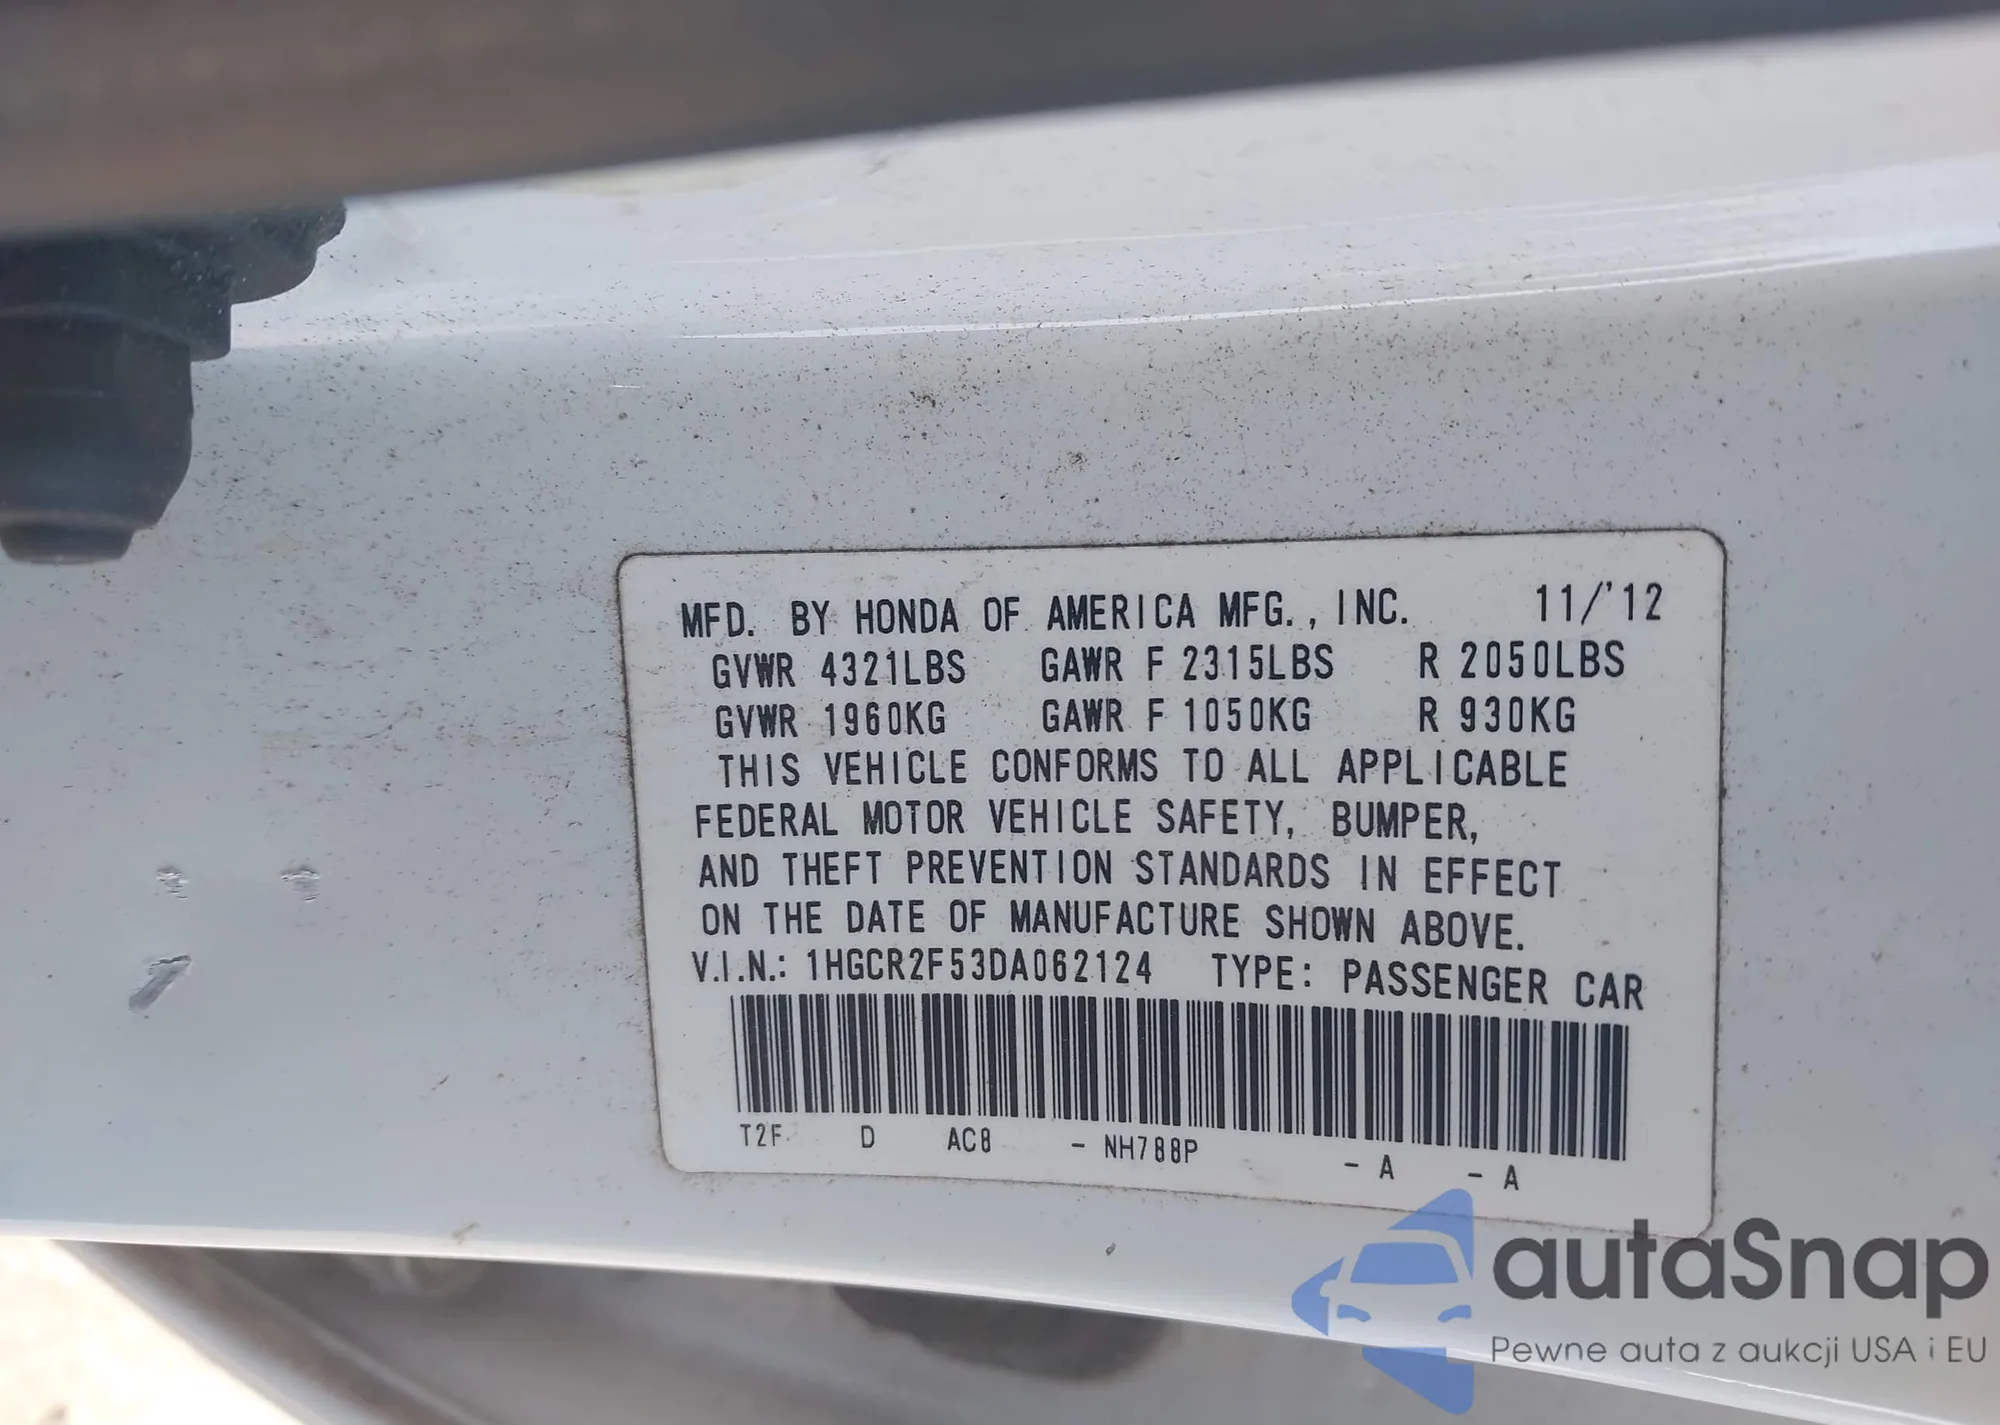 MFD. BY HONDA OF AMERICA MFG., INC. 11/'12
GVWR 4321LBS GAWR F 2315LBS R 2050LBS
GVWR 1960KG GAWR F 1050KG R 930KG
THIS VEHICLE CONFORMS TO ALL APPLICABLE
FEDERAL MOTOR VEHICLE SAFETY, BUMPER,
AND THEFT PREVENTION STANDARDS IN EFFECT
ON THE DATE OF MANUFACTURE SHOWN ABOVE.
V.I.N.: 1HGCR2F53DA062124 TYPE: PASSENGER CAR
T2F D AC8 - NH788P - A - A
autaSnap
Pewne auta z aukcji USA i EU